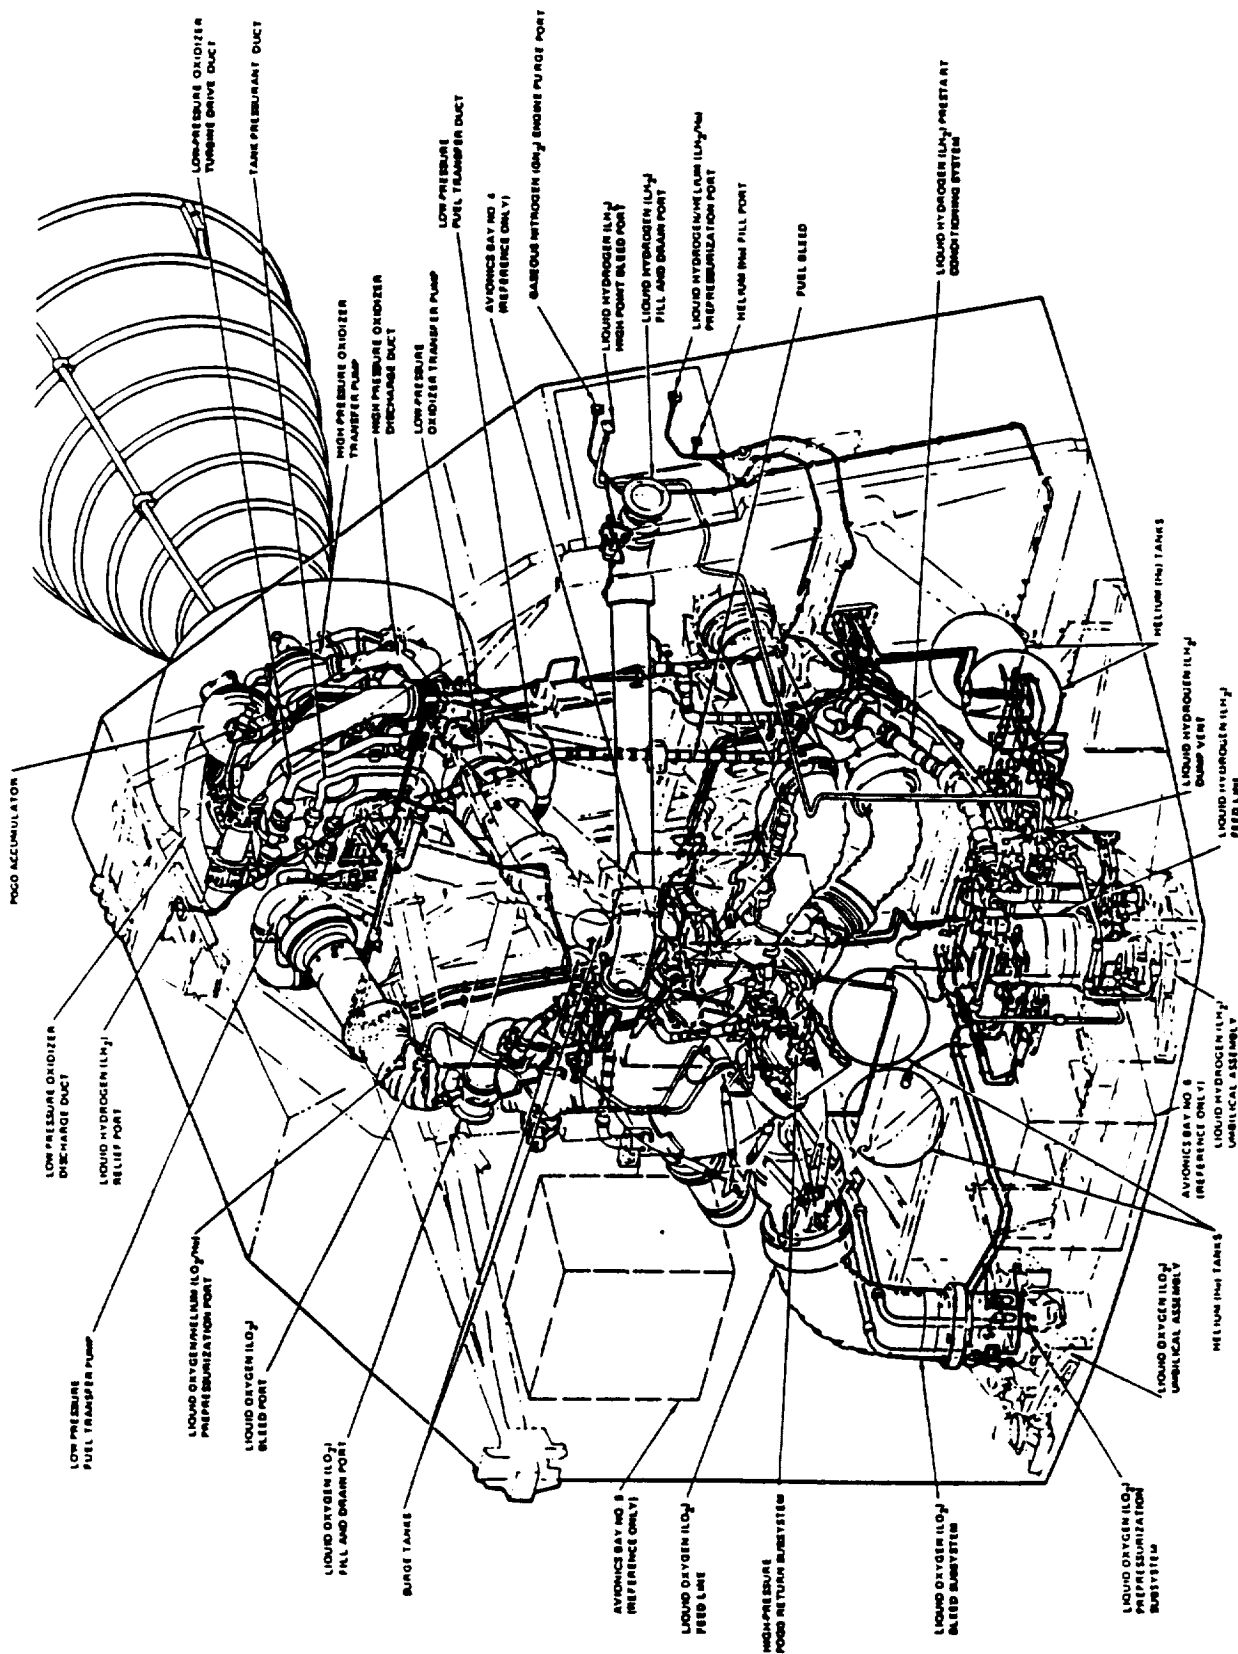 POGO ACCUMULATOR
LOW-PRESSURE OXIDIZER
TURBINE DRIVE DUCT
TANK PRESSURANT DUCT
HIGH PRESSURE OXIDIZER
TRANSFER PUMP
HIGH PRESSURE OXIDIZER
DISCHARGE DUCT
LOW-PRESSURE
OXIDIZER TRANSFER PUMP
LOW-PRESSURE
FUEL TRANSFER DUCT
AVIONICS BAY NO 4
(REFERENCE ONLY)
GASEOUS NITROGEN (GN₂) ENGINE PURGE PORT
LIQUID HYDROGEN (LH₂)
HIGH POINT BLEED PORT
LIQUID HYDROGEN (LH₂)
FILL AND DRAIN PORT
LIQUID HYDROGEN/HELIUM (LH₂/He)
PREPRESSURIZATION PORT
HELIUM (He) FILL PORT
FUEL BLEED
LIQUID HYDROGEN (LH₂) PRESTART
CONDITIONING SYSTEM
HELIUM (He) TANKS
LIQUID HYDROGEN (LH₂)
DUMP VENT
LIQUID HYDROGEN (LH₂)
FEED LINE
LOW PRESSURE OXIDIZER
DISCHARGE DUCT
LIQUID HYDROGEN (LH₂)
RELIEF PORT
LOW PRESSURE
FUEL TRANSFER PUMP
LIQUID OXYGEN/HELIUM (LO₂/He)
PREPRESSURIZATION PORT
LIQUID OXYGEN (LO₂)
BLEED PORT
LIQUID OXYGEN (LO₂)
FILL AND DRAIN PORT
SURGE TANKS
AVIONICS BAY NO 5
(REFERENCE ONLY)
LIQUID OXYGEN (LO₂)
FEED LINE
HIGH-PRESSURE
POGO RETURN SUBSYSTEM
LIQUID OXYGEN (LO₂)
BLEED SUBSYSTEM
LIQUID OXYGEN (LO₂)
PREPRESSURIZATION
SUBSYSTEM
LIQUID OXYGEN (LO₂)
UMBILICAL ASSEMBLY
HELIUM (He) TANKS
AVIONICS BAY NO 6
(REFERENCE ONLY)
LIQUID HYDROGEN (LH₂)
UMBILICAL ASSEMBLY